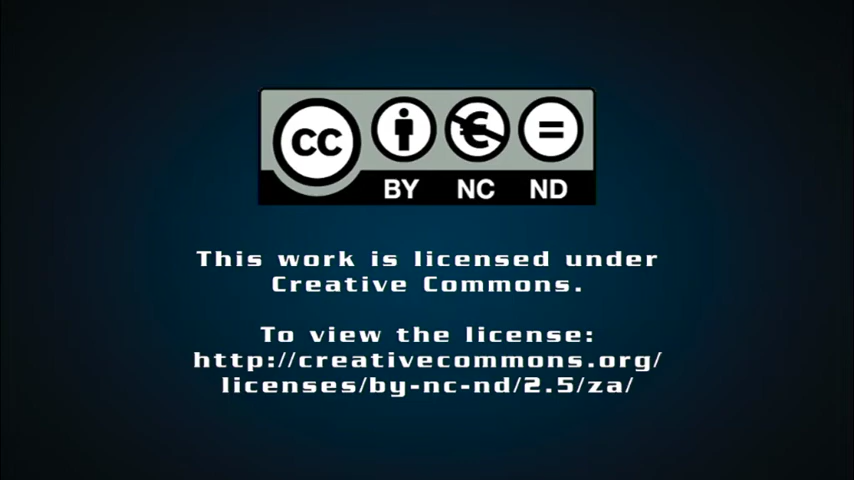 CC
BY NC ND
This work is licensed under
Creative Commons.
To view the license:
http://creativecommons.org/
licenses/by-nc-nd/2.5/za/